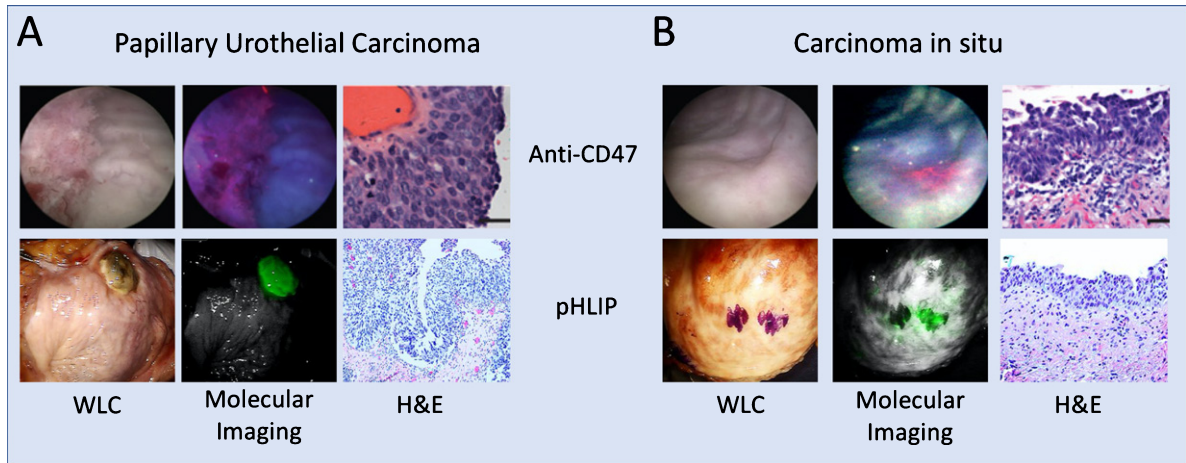 A
Papillary Urothelial Carcinoma
B
Carcinoma in situ
Anti-CD47
pHLIP
WLC
Molecular
Imaging
H&E
WLC
Molecular
Imaging
H&E